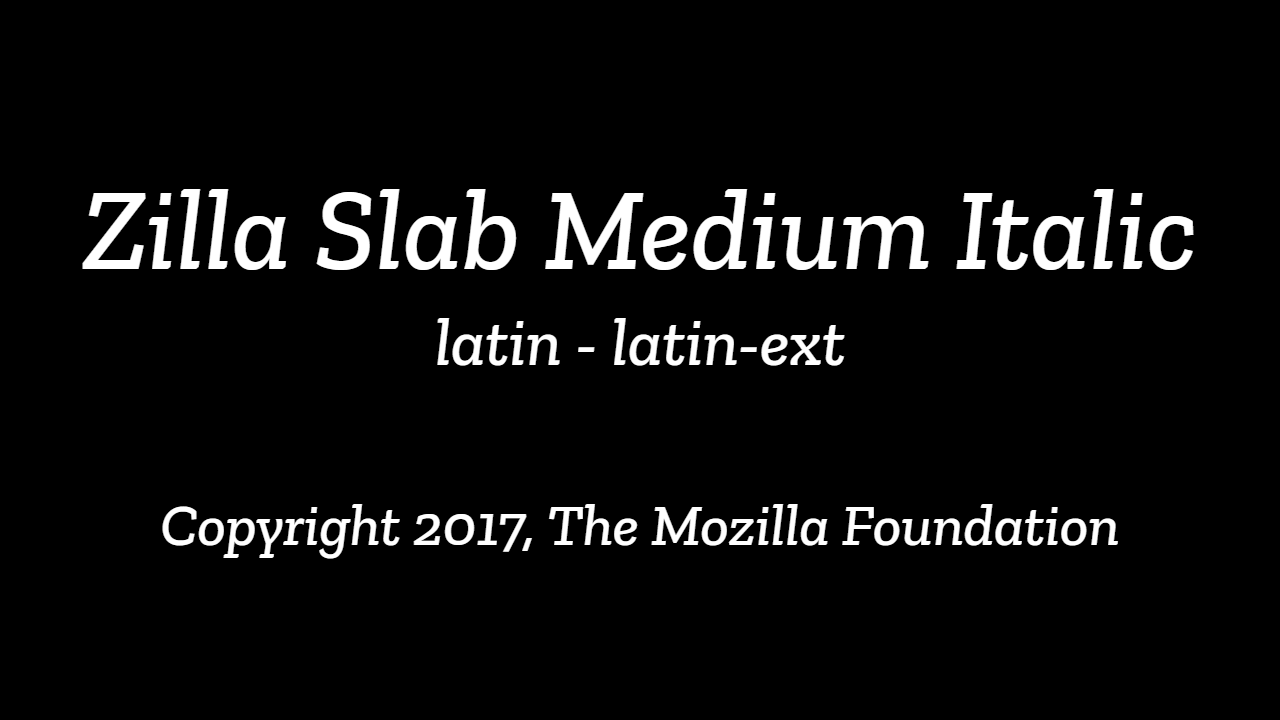 Zilla Slab Medium Italic
latin - latin-ext
Copyright 2017, The Mozilla Foundation